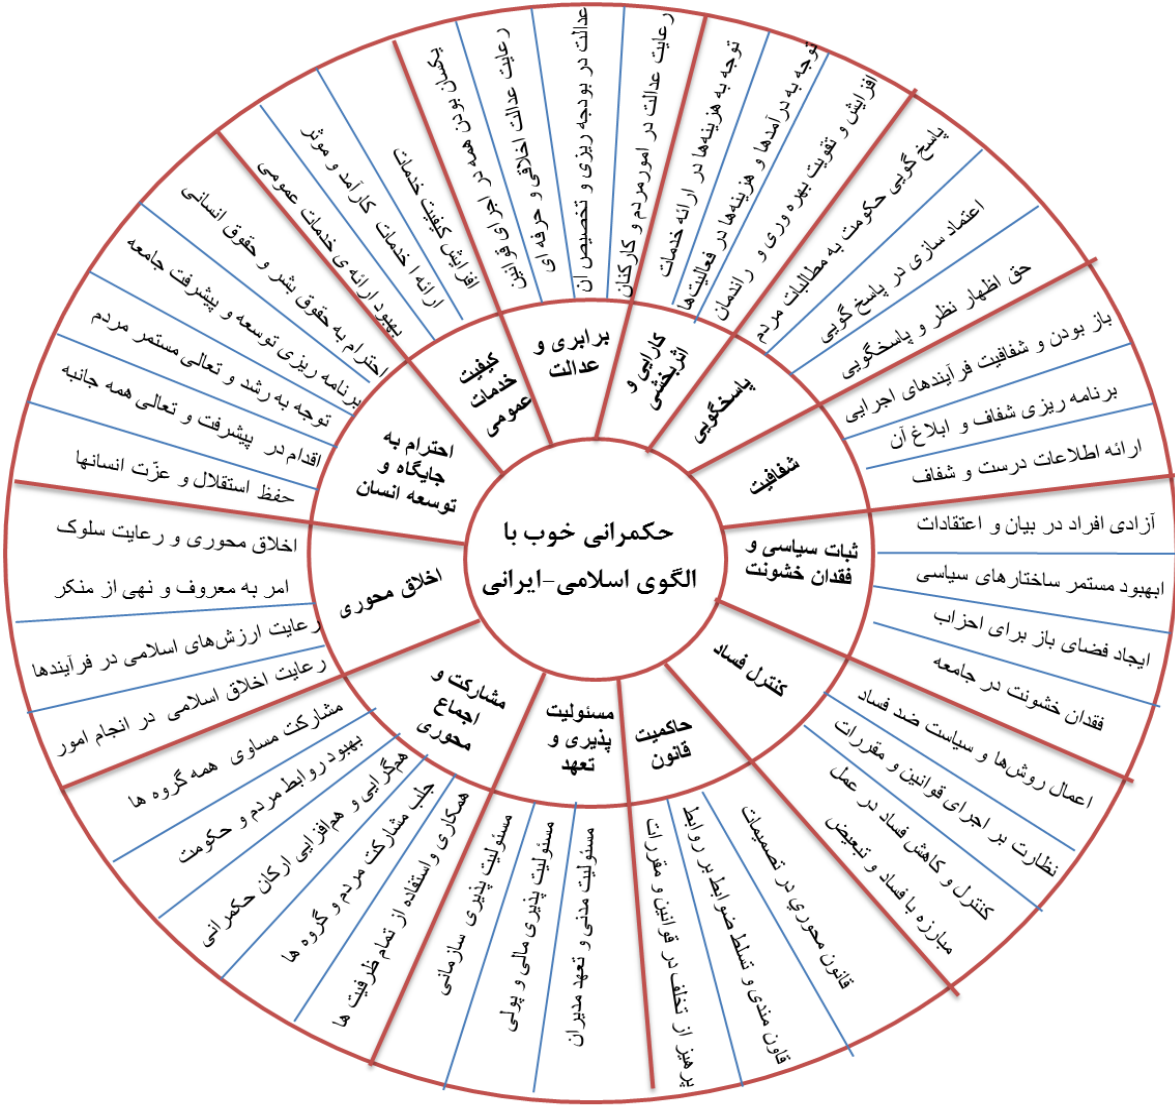 حکمرانی خوب با
الگوی اسلامی-ایرانی
برابری و
عدالت
رعایت عدالت در امور مردم و کارکنان
عدالت در بودجه ریزی و تخصیص ان
رعایت عدالت اخلاقی و حرفه ای
یکسان بودن همه در اجرای قوانین
کارایی و
اثربخشی
توجه به هزینه‌ها در ارائه خدمات
توجه به درآمدها و هزینه‌ها در فعالیت‌ها
افزایش و تقویت بهره وری و راندمان
پاسخگویی
پاسخ گویی حکومت به مطالبات مردم
اعتماد سازی در پاسخ گویی
حق اظهار نظر و پاسخگویی
شفافیت
باز بودن و شفافیت فرآیندهای اجرایی
برنامه ریزی شفاف و ابلاغ آن
ارائه اطلاعات درست و شفاف
ثبات سیاسی و
فقدان خشونت
آزادی افراد در بیان و اعتقادات
ابهبود مستمر ساختارهای سیاسی
ایجاد فضای باز برای احزاب
فقدان خشونت در جامعه
کنترل فساد
اعمال روش‌ها و سیاست ضد فساد
نظارت بر اجرای قوانین و مقررات
کنترل و کاهش فساد در عمل
مبارزه با فساد و تبعیض
حاکمیت
قانون
قانون محوري در تصمیمات
قاون مندی و تسلط ضوابط بر روابط
پرهیز از تخلف در قوانین و مقررات
مسئولیت
پذیری و
تعهد
مسئولیت مدنی و تعهد مدیران
مسئولیت پذیری مالی و پولی
مسئولیت پذیری سازمانی
مشارکت و
اجماع
محوری
همکاری و استفاده از تمام ظرفیت ها
جلب مشارکت مردم و گروه ها
هم‌گرایی و هم‌افزایی ارکان حکمرانی
بهبود روابط مردم و حکومت
مشارکت مساوی همه گروه ها
اخلاق محوری
رعایت اخلاق اسلامی در انجام امور
رعایت ارزش‌های اسلامی در فرآیندها
امر به معروف و نهی از منکر
اخلاق محوری و رعایت سلوک
احترام به
جایگاه و
توسعه انسان
حفظ استقلال و عزّت انسانها
اقدام در پیشرفت و تعالی همه جانبه
توجه به رشد و تعالی مستمر مردم
برنامه ریزی توسعه و پیشرفت جامعه
احترام به حقوق بشر و حقوق انسانی
کیفیت
خدمات
عمومی
بهبود ارائه ی خدمات عمومی
ارائه ا خدمات کارآمد و موثر
افزایش کیفیت خدمات